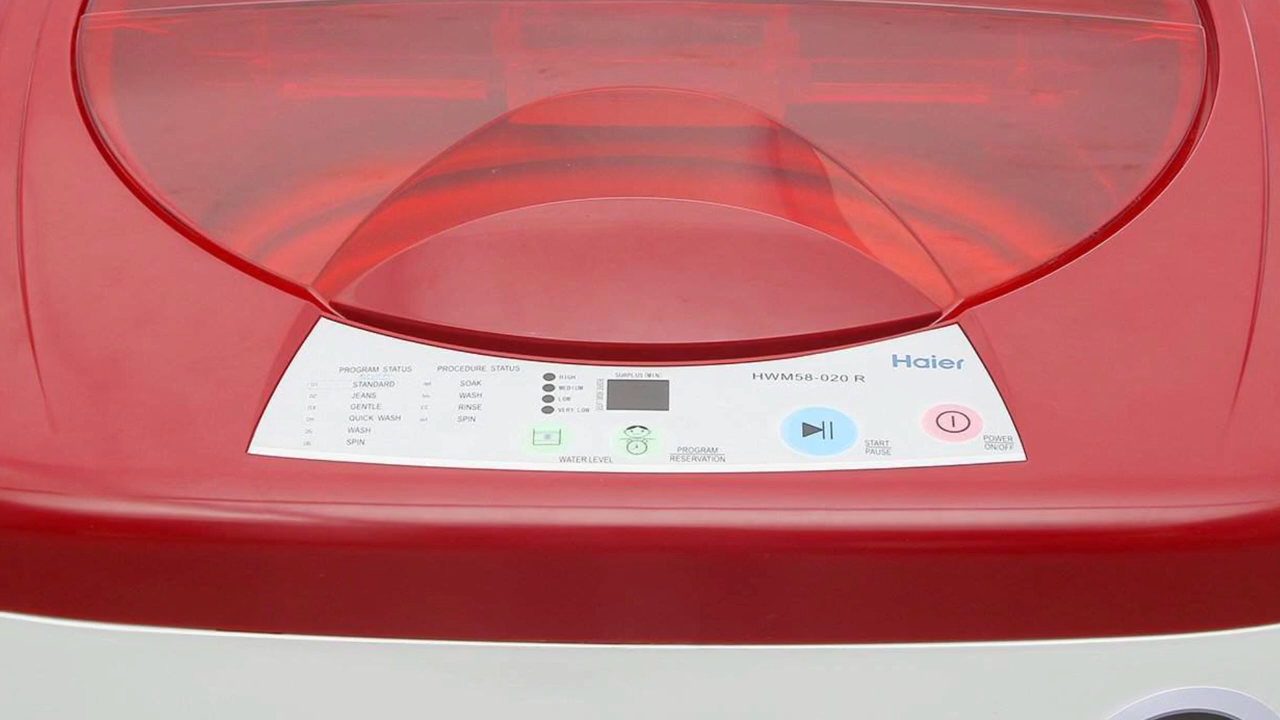 Haier
HWM58-020 R
PROGRAM STATUS
STANDARD
JEANS
GENTLE
QUICK WASH
WASH
SPIN
PROCEDURE STATUS
SOAK
WASH
RINSE
SPIN
HIGH
MEDIUM
LOW
VERY LOW
SURPLUS(MIN)
WATER LEVEL
PROGRAM
RESERVATION
START
PAUSE
POWER
ON/OFF